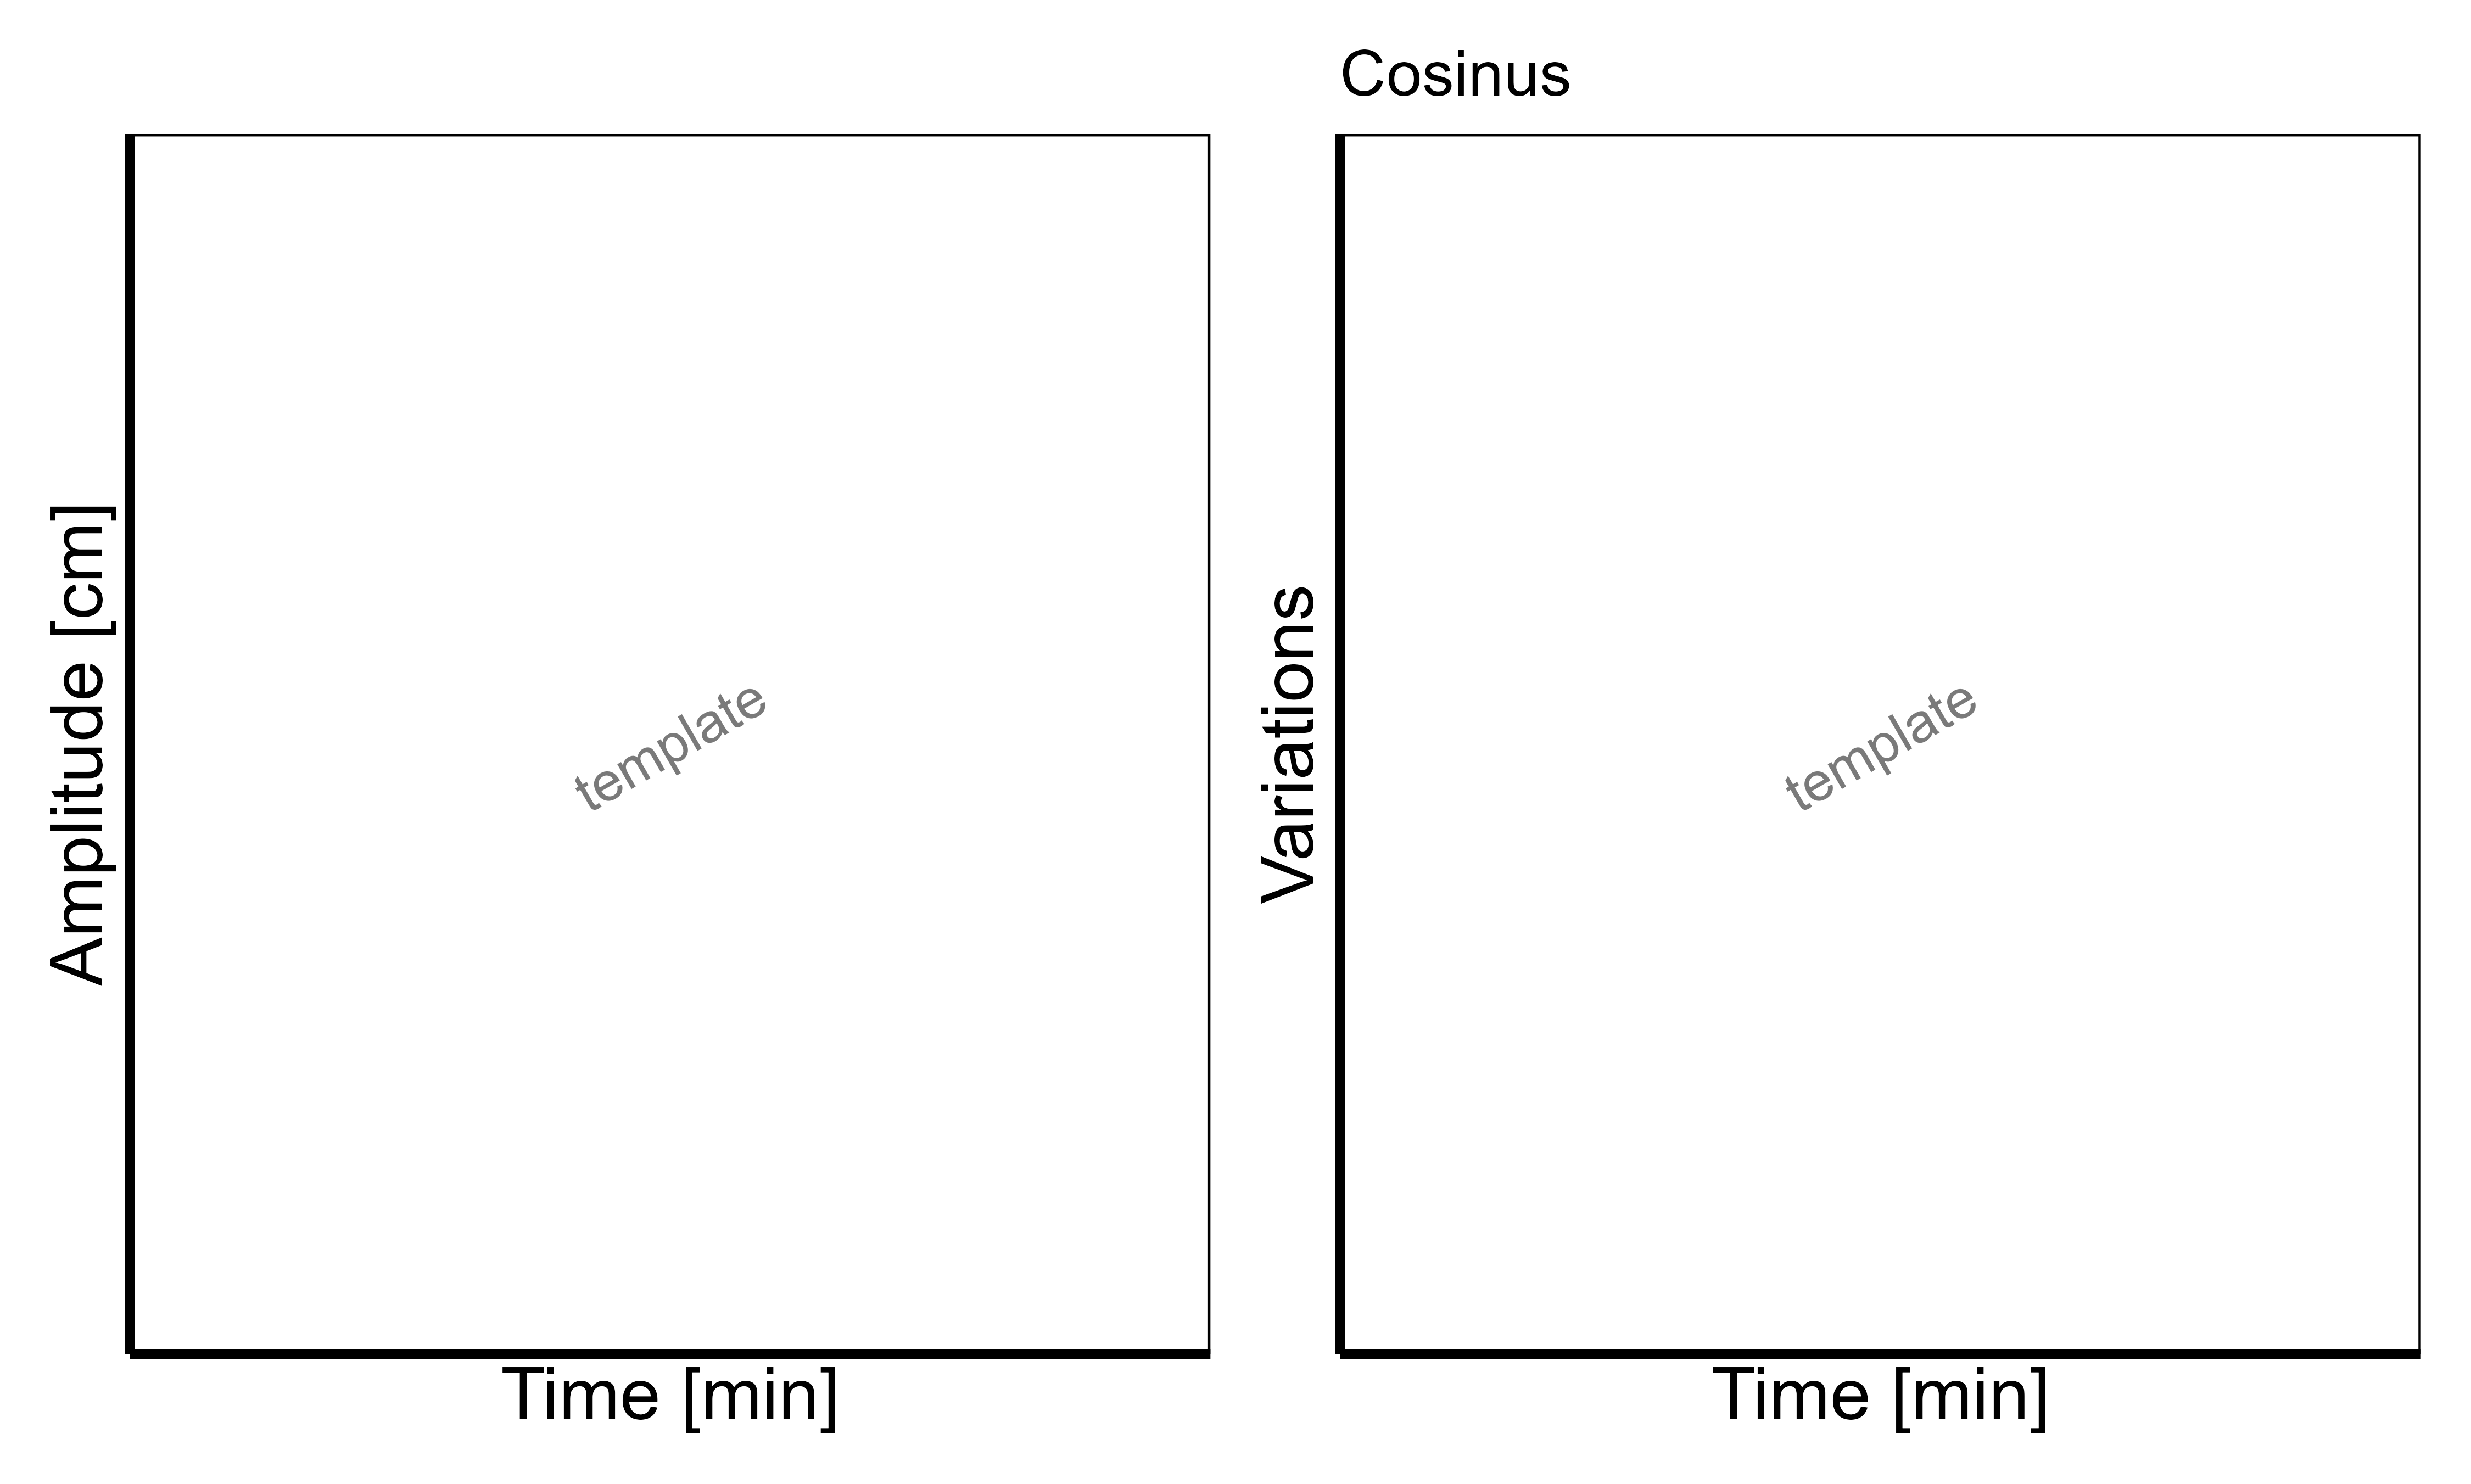 Amplitude [cm]
template
Time [min]
Cosinus
Variations
template
Time [min]